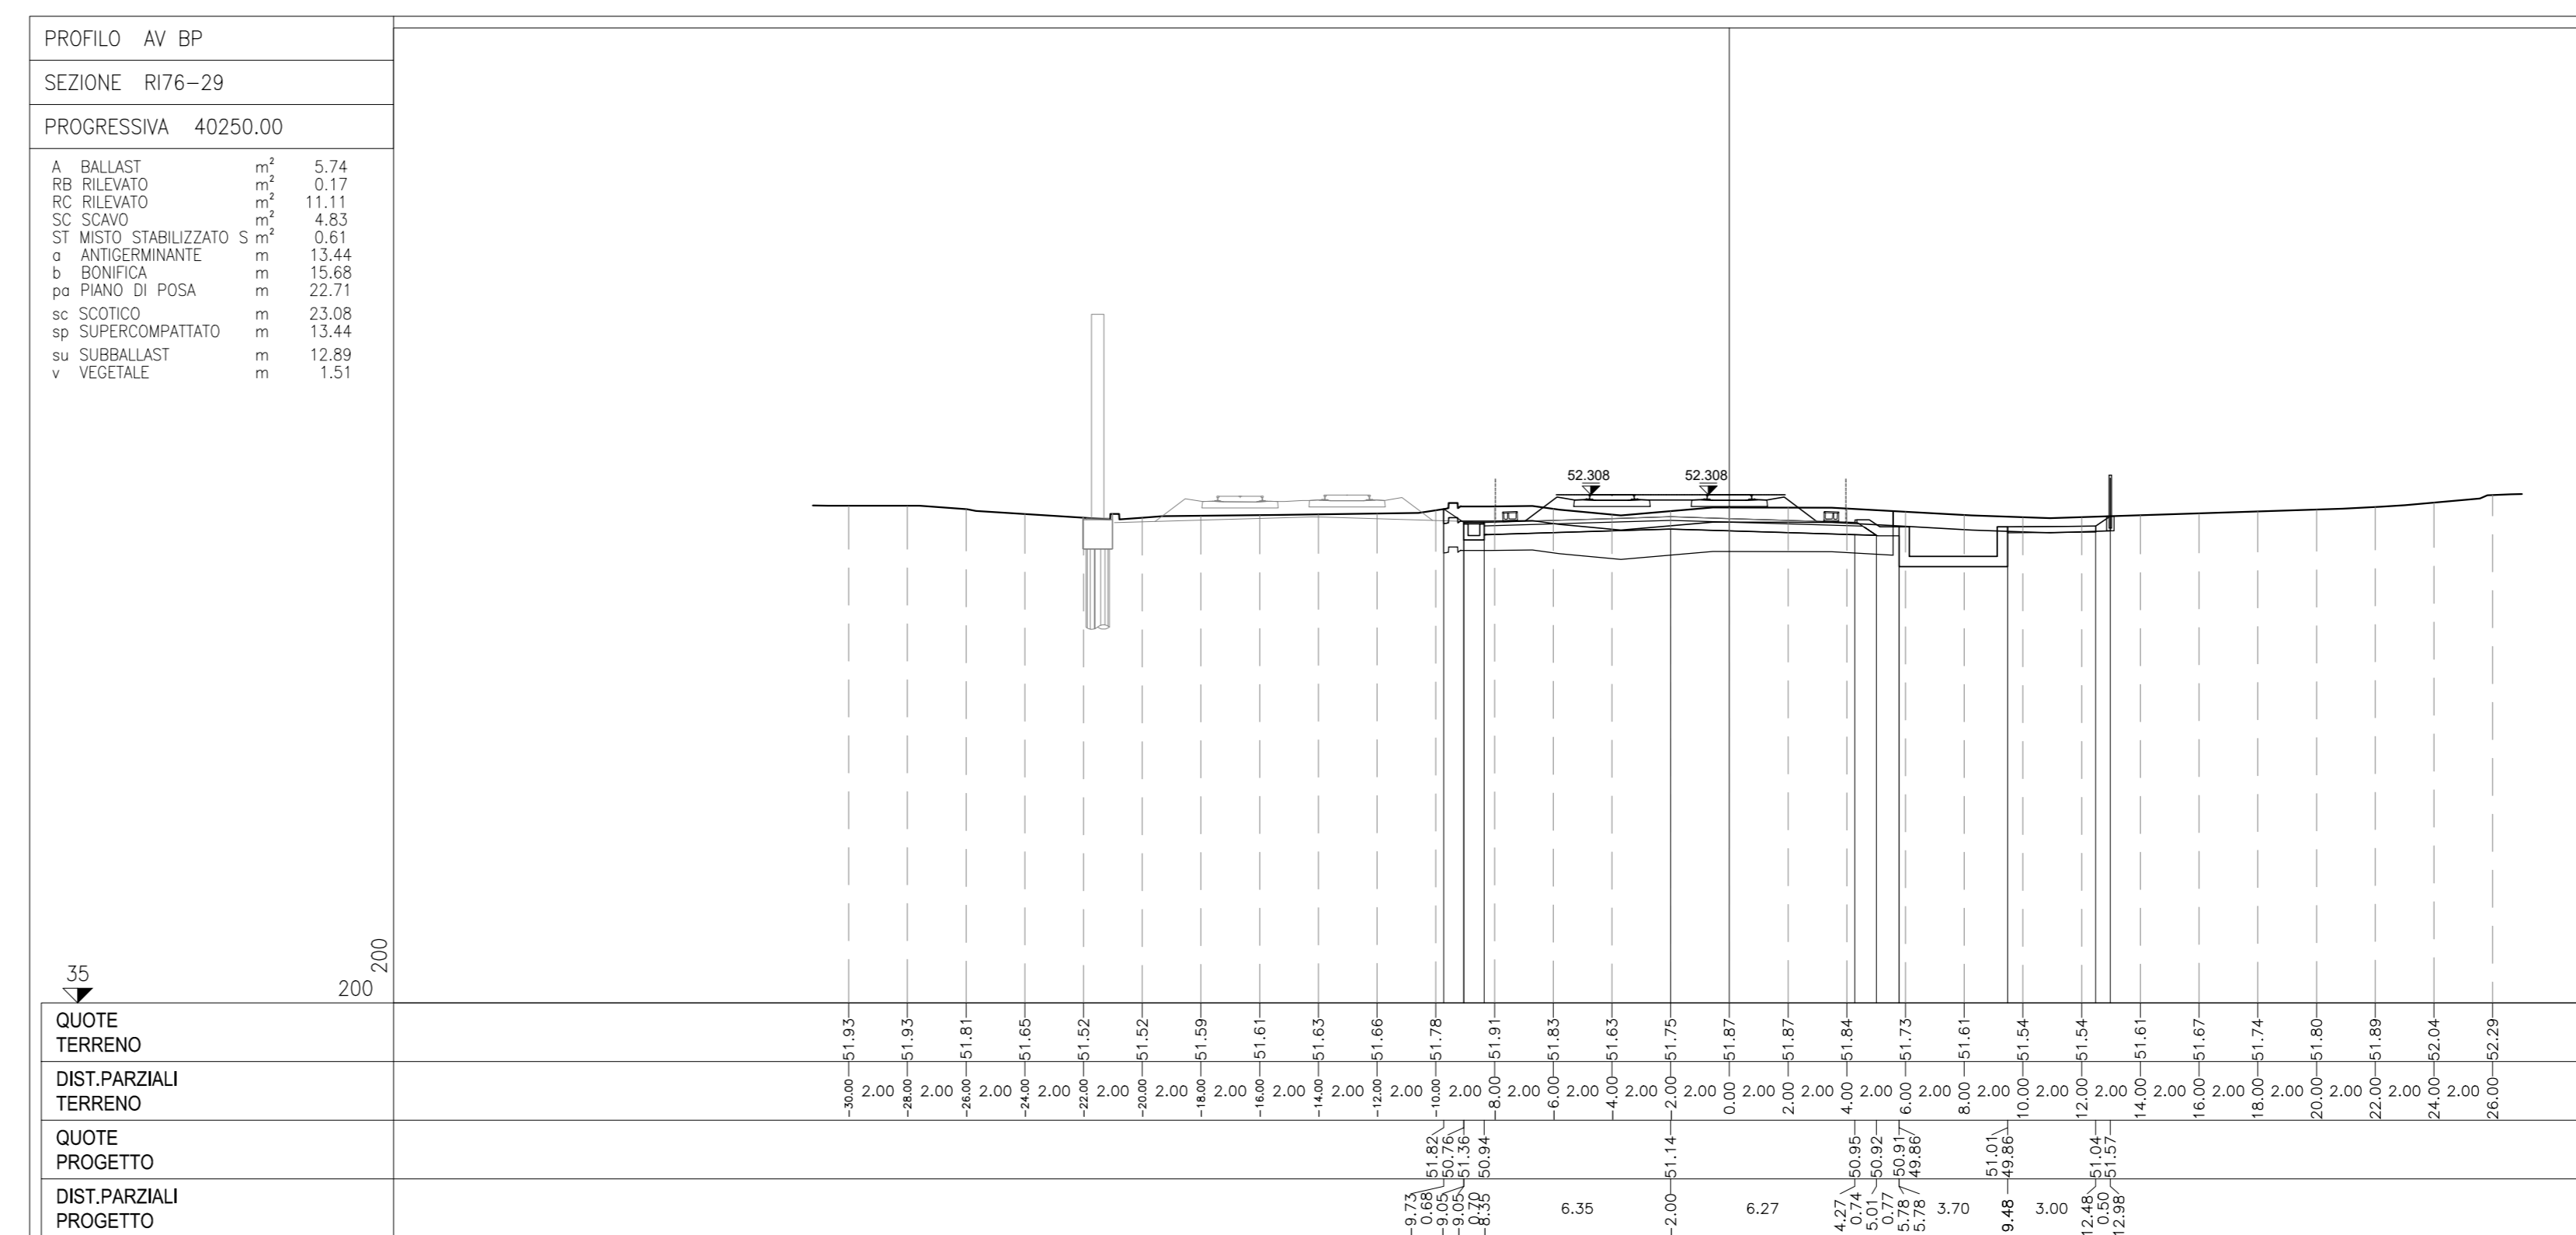 PROFILO AV BP
SEZIONE RI76-29
PROGRESSIVA 40250.00
A BALLAST m² 5.74
RB RILEVATO m² 0.17
RC RILEVATO m² 11.11
SC SCAVO m² 4.83
ST MISTO STABILIZZATO S m² 0.61
a ANTIGERMINANTE m 13.44
b BONIFICA m 15.68
pa PIANO DI POSA m 22.71
sc SCOTICO m 23.08
sp SUPERCOMPATTATO m 13.44
su SUBBALLAST m 12.89
v VEGETALE m 1.51
52.308 52.308
200
35 200
QUOTE
TERRENO
51.93 51.93 51.81 51.65 51.52 51.52 51.59 51.61 51.63 51.66 51.78 51.91 51.83 51.63 51.75 51.87 51.87 51.84 51.73 51.61 51.54 51.54 51.61 51.67 51.74 51.80 51.89 52.04 52.29
DIST.PARZIALI
TERRENO
-30.00 2.00 -28.00 2.00 -26.00 2.00 -24.00 2.00 -22.00 2.00 -20.00 2.00 -18.00 2.00 -16.00 2.00 -14.00 2.00 -12.00 2.00 -10.00 2.00 -8.00 2.00 -6.00 2.00 -4.00 2.00 -2.00 2.00 0.00 2.00 2.00 2.00 4.00 2.00 6.00 2.00 8.00 2.00 10.00 2.00 12.00 2.00 14.00 2.00 16.00 2.00 18.00 2.00 20.00 2.00 22.00 2.00 24.00 2.00 26.00
QUOTE
PROGETTO
51.82 50.76 51.36 50.94 51.14 50.95 50.92 50.91 49.86 51.01 49.86 51.04 51.57
DIST.PARZIALI
PROGETTO
-9.73 0.68 -9.05 -9.05 0.70 -8.35 6.35 -2.00 6.27 4.27 0.74 5.01 0.77 5.78 5.78 3.70 9.48 3.00 12.48 0.50 12.98